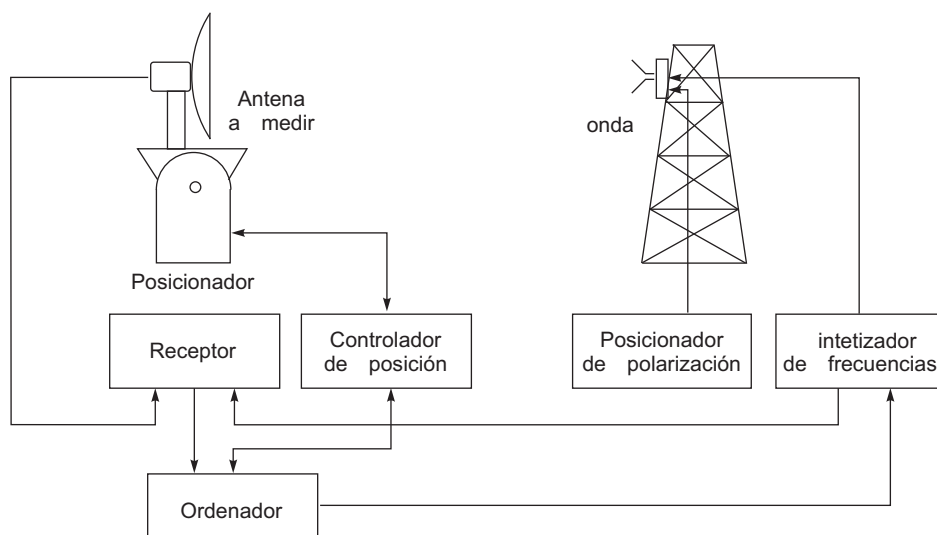 Antena
a medir
onda
Posicionador
Receptor
Controlador
de posición
Posicionador
de polarización
intetizador
de frecuencias
Ordenador